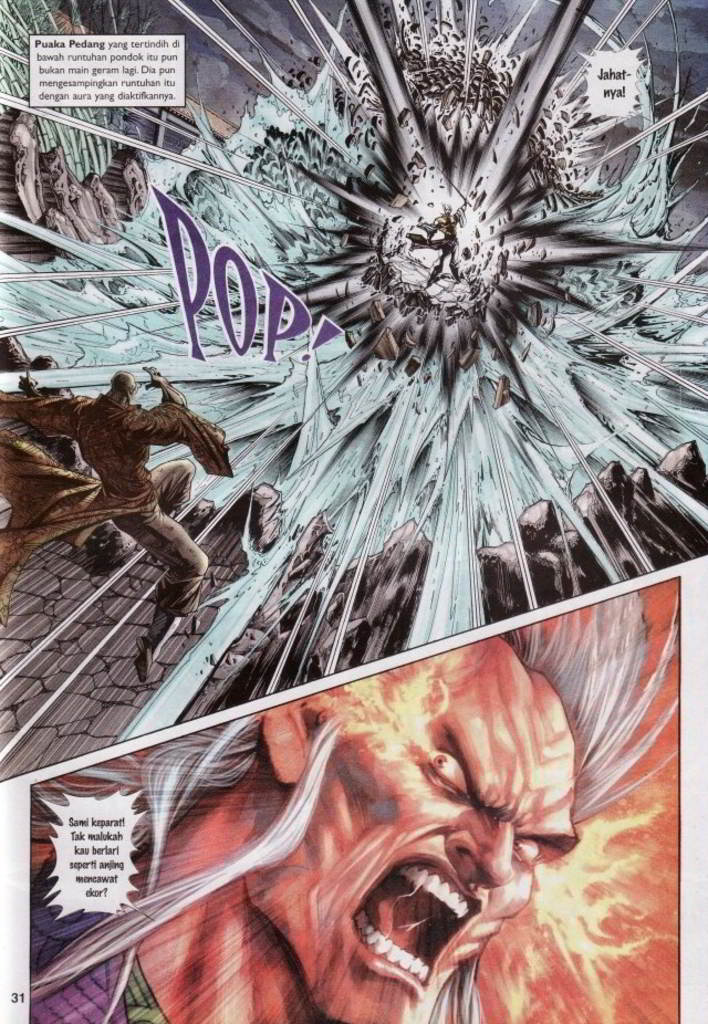 Puaka Pedang yang tertindih di
bawah runtuhan pondok itu pun
bukan main geram lagi. Dia pun
mengesampingkan runtuhan itu
dengan aura yang diaktifkannya.
Jahat-
nya!
POP!
Sami keparat!
Tak malukah
kau berlari
seperti anjing
mencawat
ekor?
31